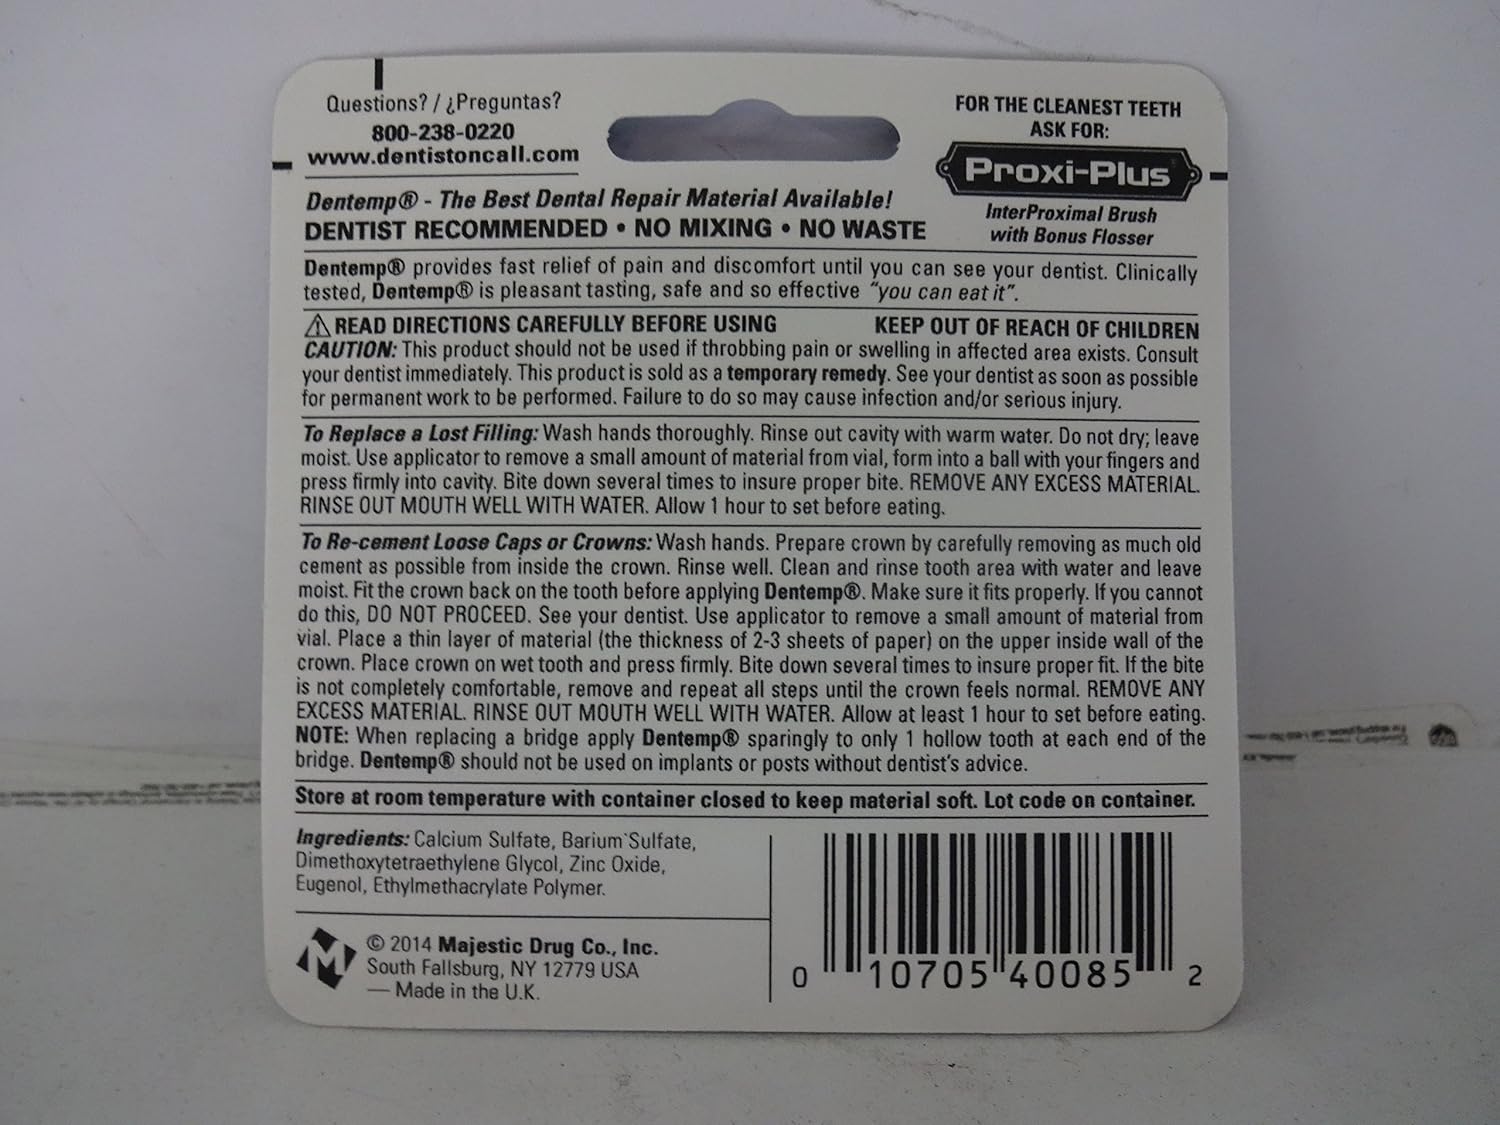 Questions? / ¿Preguntas?
800-238-0220
www.dentistoncall.com
FOR THE CLEANEST TEETH
ASK FOR:
Proxi-Plus®
InterProximal Brush
with Bonus Flosser
Dentemp® - The Best Dental Repair Material Available!
DENTIST RECOMMENDED • NO MIXING • NO WASTE
Dentemp® provides fast relief of pain and discomfort until you can see your dentist. Clinically
tested, Dentemp® is pleasant tasting, safe and so effective "you can eat it".
⚠ READ DIRECTIONS CAREFULLY BEFORE USING KEEP OUT OF REACH OF CHILDREN
CAUTION: This product should not be used if throbbing pain or swelling in affected area exists. Consult
your dentist immediately. This product is sold as a temporary remedy. See your dentist as soon as possible
for permanent work to be performed. Failure to do so may cause infection and/or serious injury.
To Replace a Lost Filling: Wash hands thoroughly. Rinse out cavity with warm water. Do not dry; leave
moist. Use applicator to remove a small amount of material from vial, form into a ball with your fingers and
press firmly into cavity. Bite down several times to insure proper bite. REMOVE ANY EXCESS MATERIAL.
RINSE OUT MOUTH WELL WITH WATER. Allow 1 hour to set before eating.
To Re-cement Loose Caps or Crowns: Wash hands. Prepare crown by carefully removing as much old
cement as possible from inside the crown. Rinse well. Clean and rinse tooth area with water and leave
moist. Fit the crown back on the tooth before applying Dentemp®. Make sure it fits properly. If you cannot
do this, DO NOT PROCEED. See your dentist. Use applicator to remove a small amount of material from
vial. Place a thin layer of material (the thickness of 2-3 sheets of paper) on the upper inside wall of the
crown. Place crown on wet tooth and press firmly. Bite down several times to insure proper fit. If the bite
is not completely comfortable, remove and repeat all steps until the crown feels normal. REMOVE ANY
EXCESS MATERIAL. RINSE OUT MOUTH WELL WITH WATER. Allow at least 1 hour to set before eating.
NOTE: When replacing a bridge apply Dentemp® sparingly to only 1 hollow tooth at each end of the
bridge. Dentemp® should not be used on implants or posts without dentist's advice.
Store at room temperature with container closed to keep material soft. Lot code on container.
Ingredients: Calcium Sulfate, Barium Sulfate,
Dimethoxytetraethylene Glycol, Zinc Oxide,
Eugenol, Ethylmethacrylate Polymer.
M
© 2014 Majestic Drug Co., Inc.
South Fallsburg, NY 12779 USA
— Made in the U.K.
0 10705 40085 2